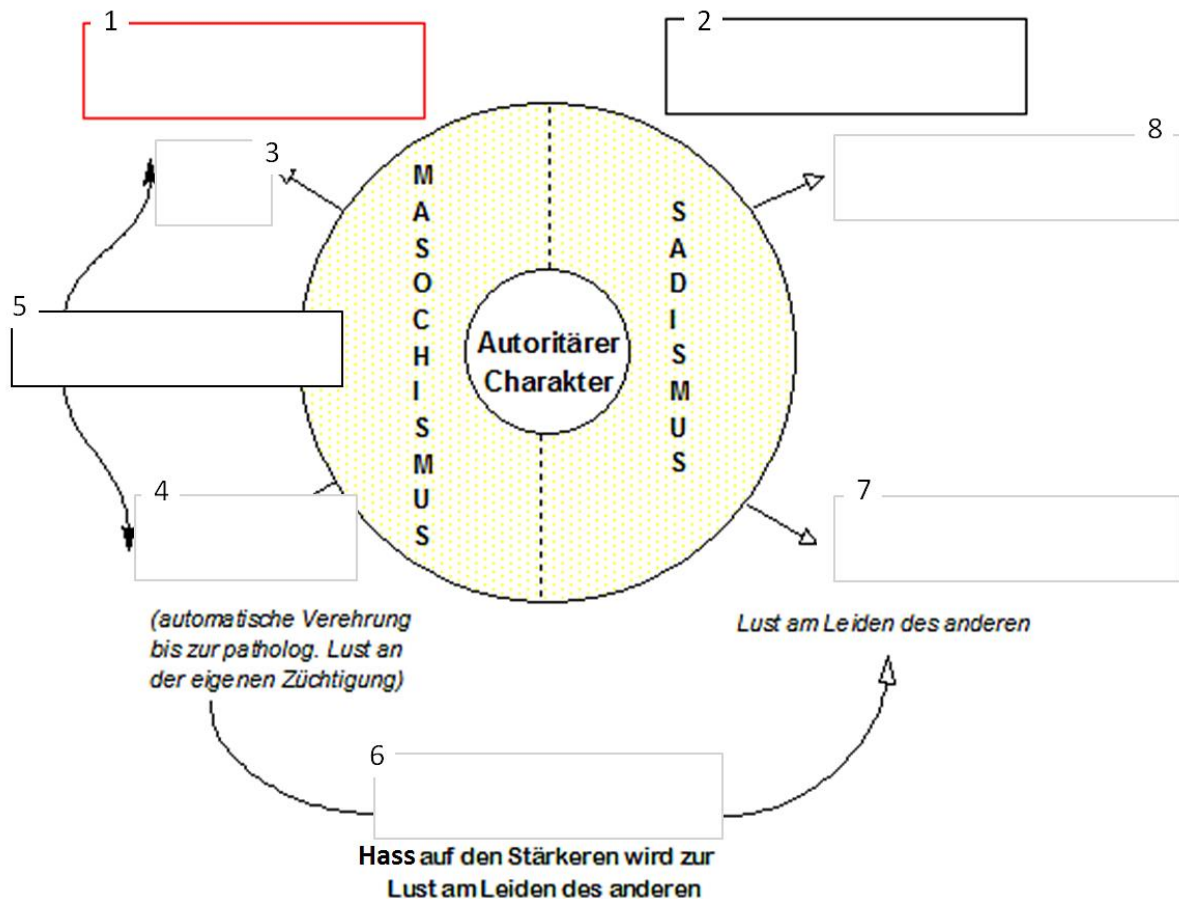 1
2
3
8
M
A
S
O
C
H
I
S
M
U
S
S
A
D
I
S
M
U
S
5
Autoritärer
Charakter
4
7
(automatische Verehrung
bis zur patholog. Lust an
der eigenen Züchtigung)
Lust am Leiden des anderen
6
Hass auf den Stärkeren wird zur
Lust am Leiden des anderen